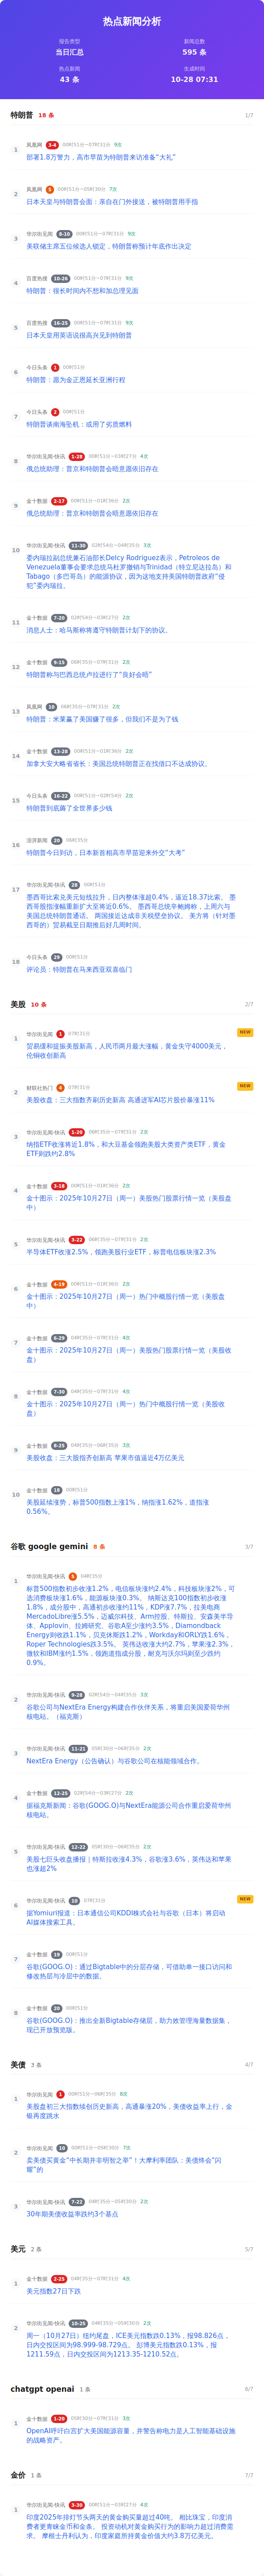 热点新闻分析
报告类型
新闻总数
当日汇总
595 条
热点新闻
生成时间
43 条
10-28 07:31
特朗普 18 条 1/7
1
凤凰网 3-4 00时51分~07时31分 9次
部署1.8万警力，高市早苗为特朗普来访准备“大礼”
2
凤凰网 5 00时51分~05时30分 7次
日本天皇与特朗普会面：亲自在门外接送，被特朗普用手指
3
华尔街见闻 8-10 00时51分~07时31分 9次
美联储主席五位候选人锁定，特朗普称预计年底作出决定
4
百度热搜 10-26 00时51分~07时31分 9次
特朗普：很长时间内不想和加总理见面
5
百度热搜 16-25 00时51分~07时31分 9次
日本天皇用英语说很高兴见到特朗普
6
今日头条 1 00时51分
特朗普：愿为金正恩延长亚洲行程
7
今日头条 2 00时51分
特朗普谈南海坠机：或用了劣质燃料
8
华尔街见闻-快讯 1-28 00时51分~03时27分 4次
俄总统助理：普京和特朗普会晤意愿依旧存在
9
金十数据 2-17 00时51分~01时36分 2次
俄总统助理：普京和特朗普会晤意愿依旧存在
10
华尔街见闻-快讯 11-30 02时54分~04时35分 3次
委内瑞拉副总统兼石油部长Delcy Rodriguez表示，Petroleos de
Venezuela董事会要求总统马杜罗撤销与Trinidad（特立尼达拉岛）和
Tabago（多巴哥岛）的能源协议，因为这地支持美国特朗普政府“侵
犯”委内瑞拉。
11
金十数据 7-20 02时54分~03时27分 2次
消息人士：哈马斯称将遵守特朗普计划下的协议。
12
金十数据 9-15 06时35分~07时31分 2次
特朗普称与巴西总统卢拉进行了“良好会晤”
13
凤凰网 10 06时35分~07时31分 2次
特朗普：米莱赢了美国赚了很多，但我们不是为了钱
14
金十数据 13-28 00时51分~01时36分 2次
加拿大安大略省省长：美国总统特朗普正在找借口不达成协议。
15
今日头条 16-22 00时51分~02时54分 2次
特朗普到底薅了全世界多少钱
16
澎湃新闻 20 06时35分
特朗普今日到访，日本新首相高市早苗迎来外交“大考”
17
华尔街见闻-快讯 28 00时51分
墨西哥比索兑美元短线拉升，日内整体涨超0.4%，逼近18.37比索。 墨
西哥股指涨幅重新扩大至将近0.6%。 墨西哥总统辛鲍姆称，上周六与
美国总统特朗普通话。 两国接近达成非关税壁垒协议。 美方将（针对墨
西哥的）贸易截至日期推后好几周时间。
18
今日头条 29 00时51分
评论员：特朗普在马来西亚双喜临门
美股 10 条 2/7
1
华尔街见闻 1 07时31分
NEW
贸易缓和提振美股新高，人民币两月最大涨幅，黄金失守4000美元，
伦铜收创新高
2
财联社热门 4 07时31分
NEW
美股收盘：三大指数齐刷历史新高 高通进军AI芯片股价暴涨11%
3
华尔街见闻-快讯 1-20 06时35分~07时31分 2次
纳指ETF收涨将近1.8%，和大豆基金领跑美股大类资产类ETF，黄金
ETF则跌约2.8%
4
金十数据 3-18 00时51分~01时36分 2次
金十图示：2025年10月27日（周一）美股热门股票行情一览（美股盘
中）
5
华尔街见闻-快讯 3-22 06时35分~07时31分 2次
半导体ETF收涨2.5%，领跑美股行业ETF，标普电信板块涨2.3%
6
金十数据 4-19 00时51分~01时36分 2次
金十图示：2025年10月27日（周一）热门中概股行情一览（美股盘
中）
7
金十数据 6-29 04时35分~07时31分 4次
金十图示：2025年10月27日（周一）美股热门股票行情一览（美股收
盘）
8
金十数据 7-30 04时35分~07时31分 4次
金十图示：2025年10月27日（周一）热门中概股行情一览（美股收
盘）
9
金十数据 8-25 04时35分~06时35分 3次
美股收盘：三大股指齐创新高 苹果市值逼近4万亿美元
10
金十数据 18 00时51分
美股延续涨势，标普500指数上涨1%，纳指涨1.62%，道指涨
0.56%。
谷歌 google gemini 8 条 3/7
1
华尔街见闻-快讯 5 04时35分
标普500指数初步收涨1.2%，电信板块涨约2.4%，科技板块涨2%，可
选消费板块涨1.6%，能源板块涨0.3%。 纳斯达克100指数初步收涨
1.8%，成分股中，高通初步收涨约11%，KDP涨7.7%，拉美电商
MercadoLibre涨5.5%，迈威尔科技、Arm控股、特斯拉、安森美半导
体、Applovin、拉姆研究、谷歌A至少涨约3.5%，Diamondback
Energy则收跌1.1%，贝克休斯跌1.2%，Workday和ORLY跌1.6%，
Roper Technologies跌3.5%。 英伟达收涨大约2.7%，苹果涨2.3%，
微软和IBM涨约1.5%，领跑道指成分股，耐克与沃尔玛则至少跌约
0.9%。
2
华尔街见闻-快讯 9-28 02时54分~04时35分 3次
谷歌公司与NextEra Energy构建合作伙伴关系，将重启美国爱荷华州
核电站。（福克斯）
3
华尔街见闻-快讯 11-25 05时30分~06时35分 2次
NextEra Energy（公告确认）与谷歌公司在核能领域合作。
4
金十数据 12-25 02时54分~03时27分 2次
据福克斯新闻：谷歌(GOOG.O)与NextEra能源公司合作重启爱荷华州
核电站。
5
华尔街见闻-快讯 12-22 05时30分~06时35分 2次
美股七巨头收盘播报｜特斯拉收涨4.3%，谷歌涨3.6%，英伟达和苹果
也涨超2%
6
华尔街见闻-快讯 16 07时31分
NEW
据Yomiuri报道：日本通信公司KDDI株式会社与谷歌（日本）将启动
AI媒体搜索工具。
7
金十数据 19 00时51分
谷歌(GOOG.O)：通过Bigtable中的分层存储，可借助单一接口访问和
修改热层与冷层中的数据。
8
金十数据 20 00时51分
谷歌(GOOG.O)：推出全新Bigtable存储层，助力效管理海量数据集，
现已开放预览版。
美债 3 条 4/7
1
华尔街见闻 1 00时51分~06时35分 8次
美股盘初三大指数续创历史新高，高通暴涨20%，美债收益率上行，金
银再度跳水
2
华尔街见闻 10 00时51分~05时30分 7次
卖美债买黄金“中长期并非明智之举”！大摩利率团队：美债终会“闪
耀”的
3
华尔街见闻-快讯 7-22 04时35分~05时30分 2次
30年期美债收益率跌约3个基点
美元 2 条 5/7
1
金十数据 2-25 04时35分~07时31分 4次
美元指数27日下跌
2
华尔街见闻-快讯 10-25 04时35分~05时30分 2次
周一（10月27日）纽约尾盘，ICE美元指数跌0.13%，报98.826点，
日内交投区间为98.999-98.729点。 彭博美元指数跌0.13%，报
1211.59点，日内交投区间为1213.35-1210.52点。
chatgpt openai 1 条 6/7
1
金十数据 1-20 05时30分~07时31分 3次
OpenAI呼吁白宫扩大美国能源容量，并警告称电力是人工智能基础设施
的战略资产。
金价 1 条 7/7
1
华尔街见闻-快讯 3-30 00时51分~03时27分 4次
印度2025年排灯节头两天的黄金购买量超过40吨。 相比珠宝，印度消
费者更青睐金币和金条。 投资动机对黄金购买行为的影响力超过消费需
求。 摩根士丹利认为，印度家庭所持黄金价值大约3.8万亿美元。